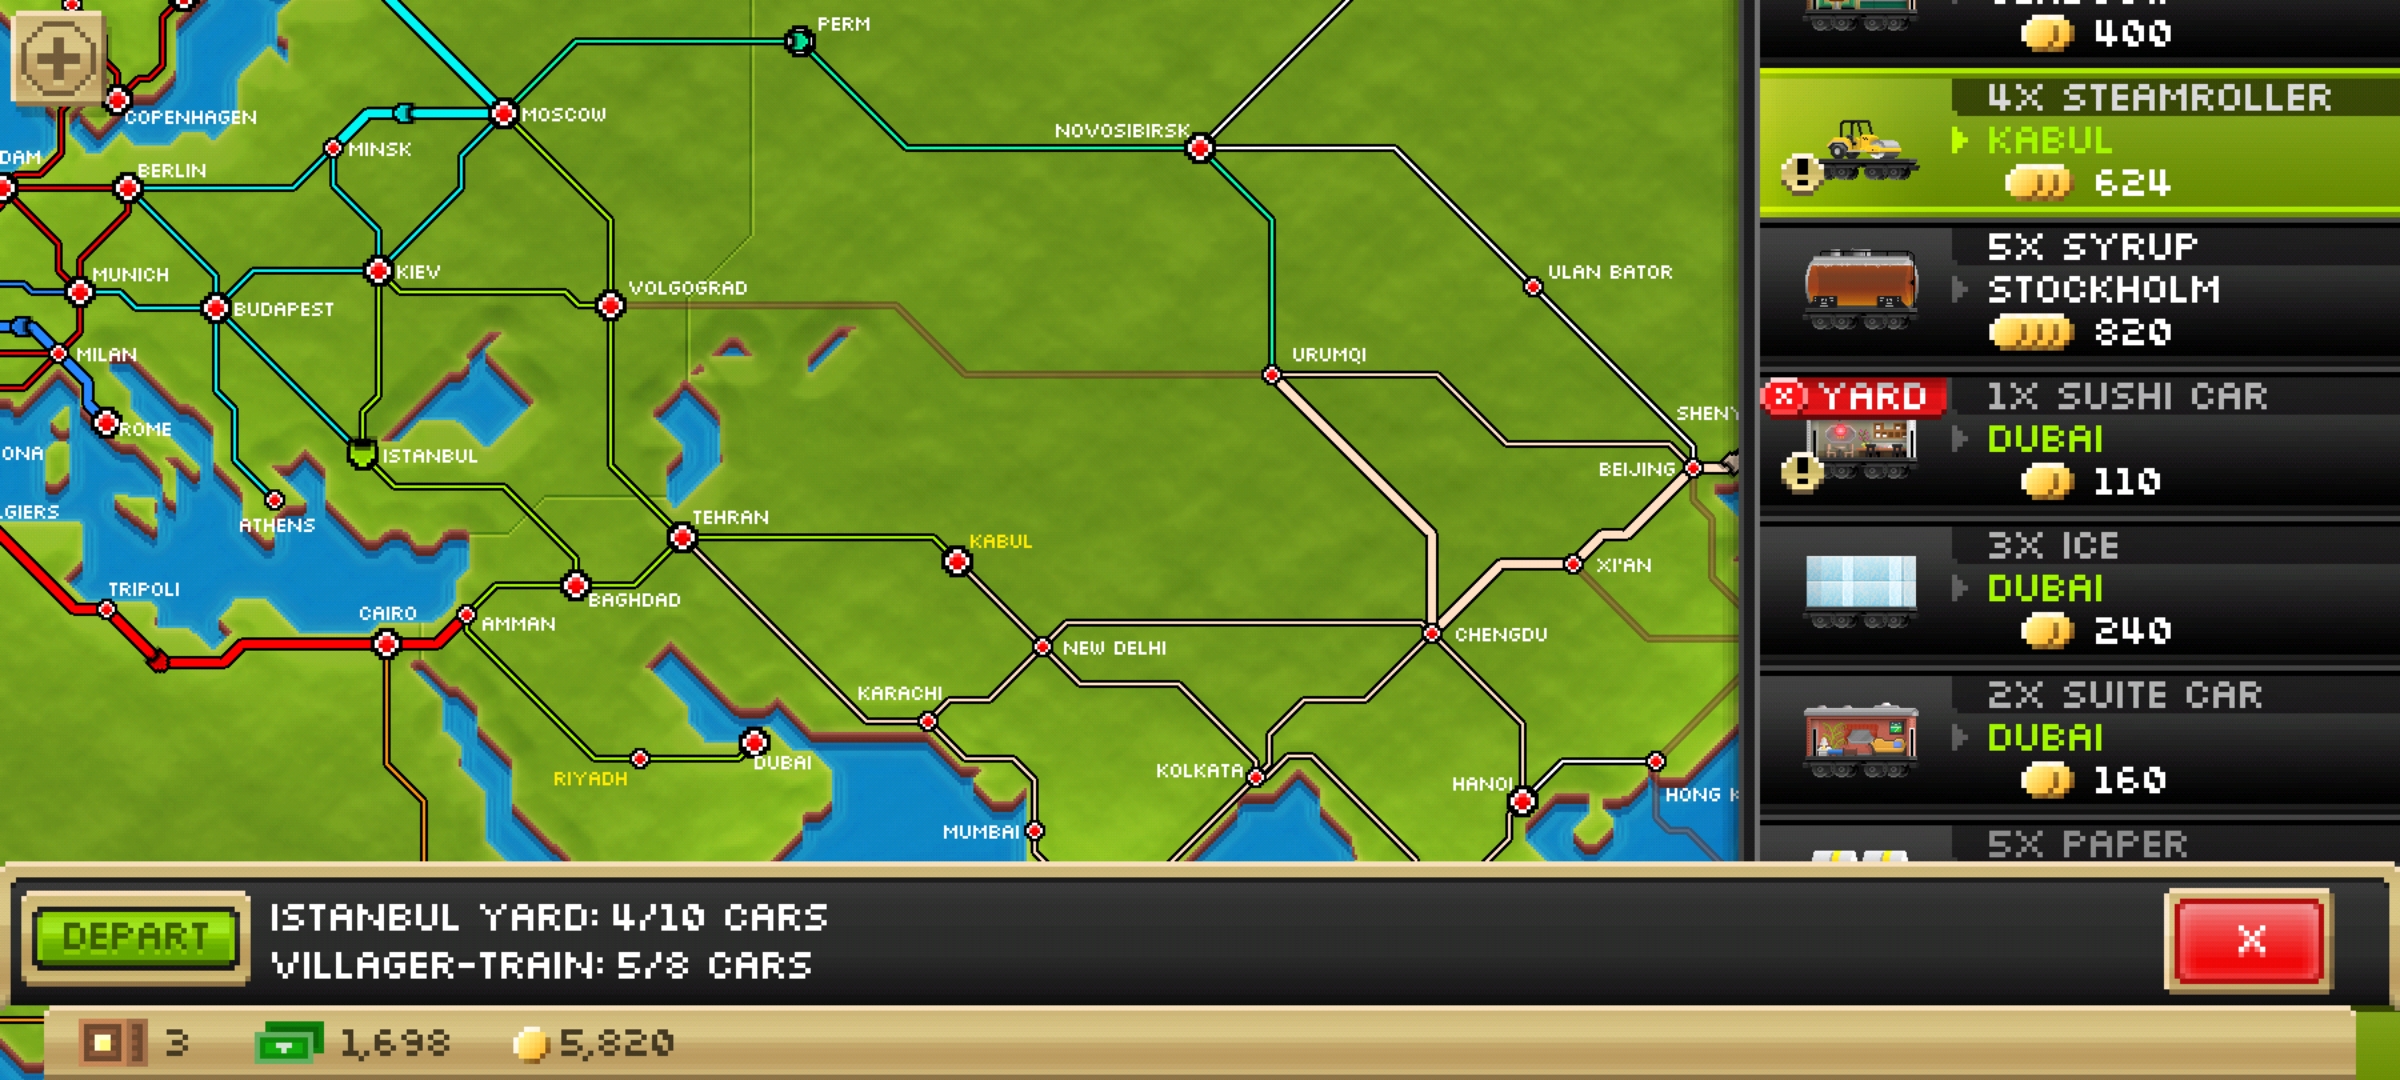 PERM
COPENHAGEN
MOSCOW
NOVOSIBIRSK
MINSK
DAM
BERLIN
MUNICH
KIEV
ULAN BATOR
VOLGOGRAD
BUDAPEST
MILAN
URUMQI
ROME
SHENY
ONA
ISTANBUL
BEIJING
LGIERS
ATHENS
TEHRAN
KABUL
XI'AN
TRIPOLI
BAGHDAD
CAIRO
AMMAN
CHENGDU
NEW DELHI
KARACHI
DUBAI
RIYADH
KOLKATA
HANOI
HONG K
MUMBAI
400
4X STEAMROLLER
KABUL
624
5X SYRUP
STOCKHOLM
820
YARD
1X SUSHI CAR
DUBAI
110
3X ICE
DUBAI
240
2X SUITE CAR
DUBAI
160
5X PAPER
DEPART
ISTANBUL YARD: 4/10 CARS
VILLAGER-TRAIN: 5/8 CARS
X
3
1,698
5,820